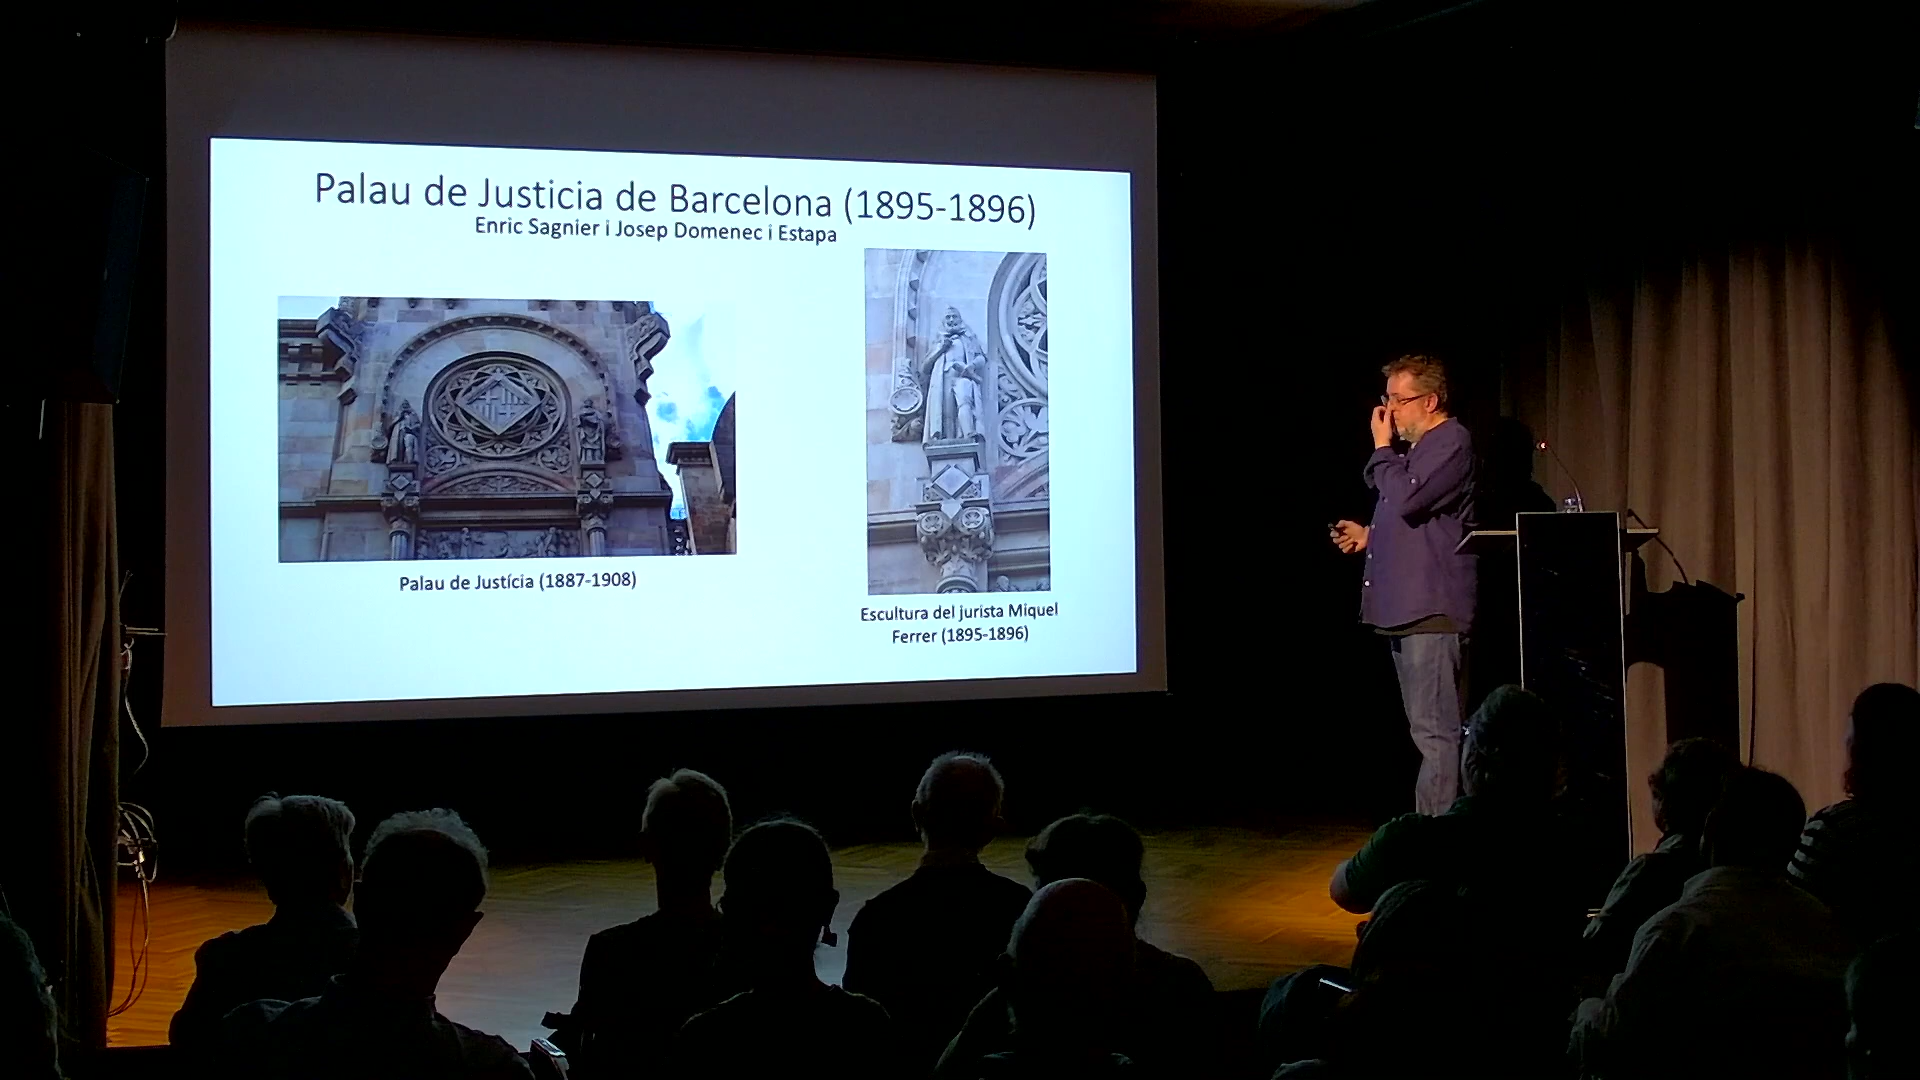 Palau de Justicia de Barcelona (1895-1896)
Enric Sagnier i Josep Domenec i Estapa
Palau de Justícia (1887-1908)
Escultura del jurista Miquel
Ferrer (1895-1896)